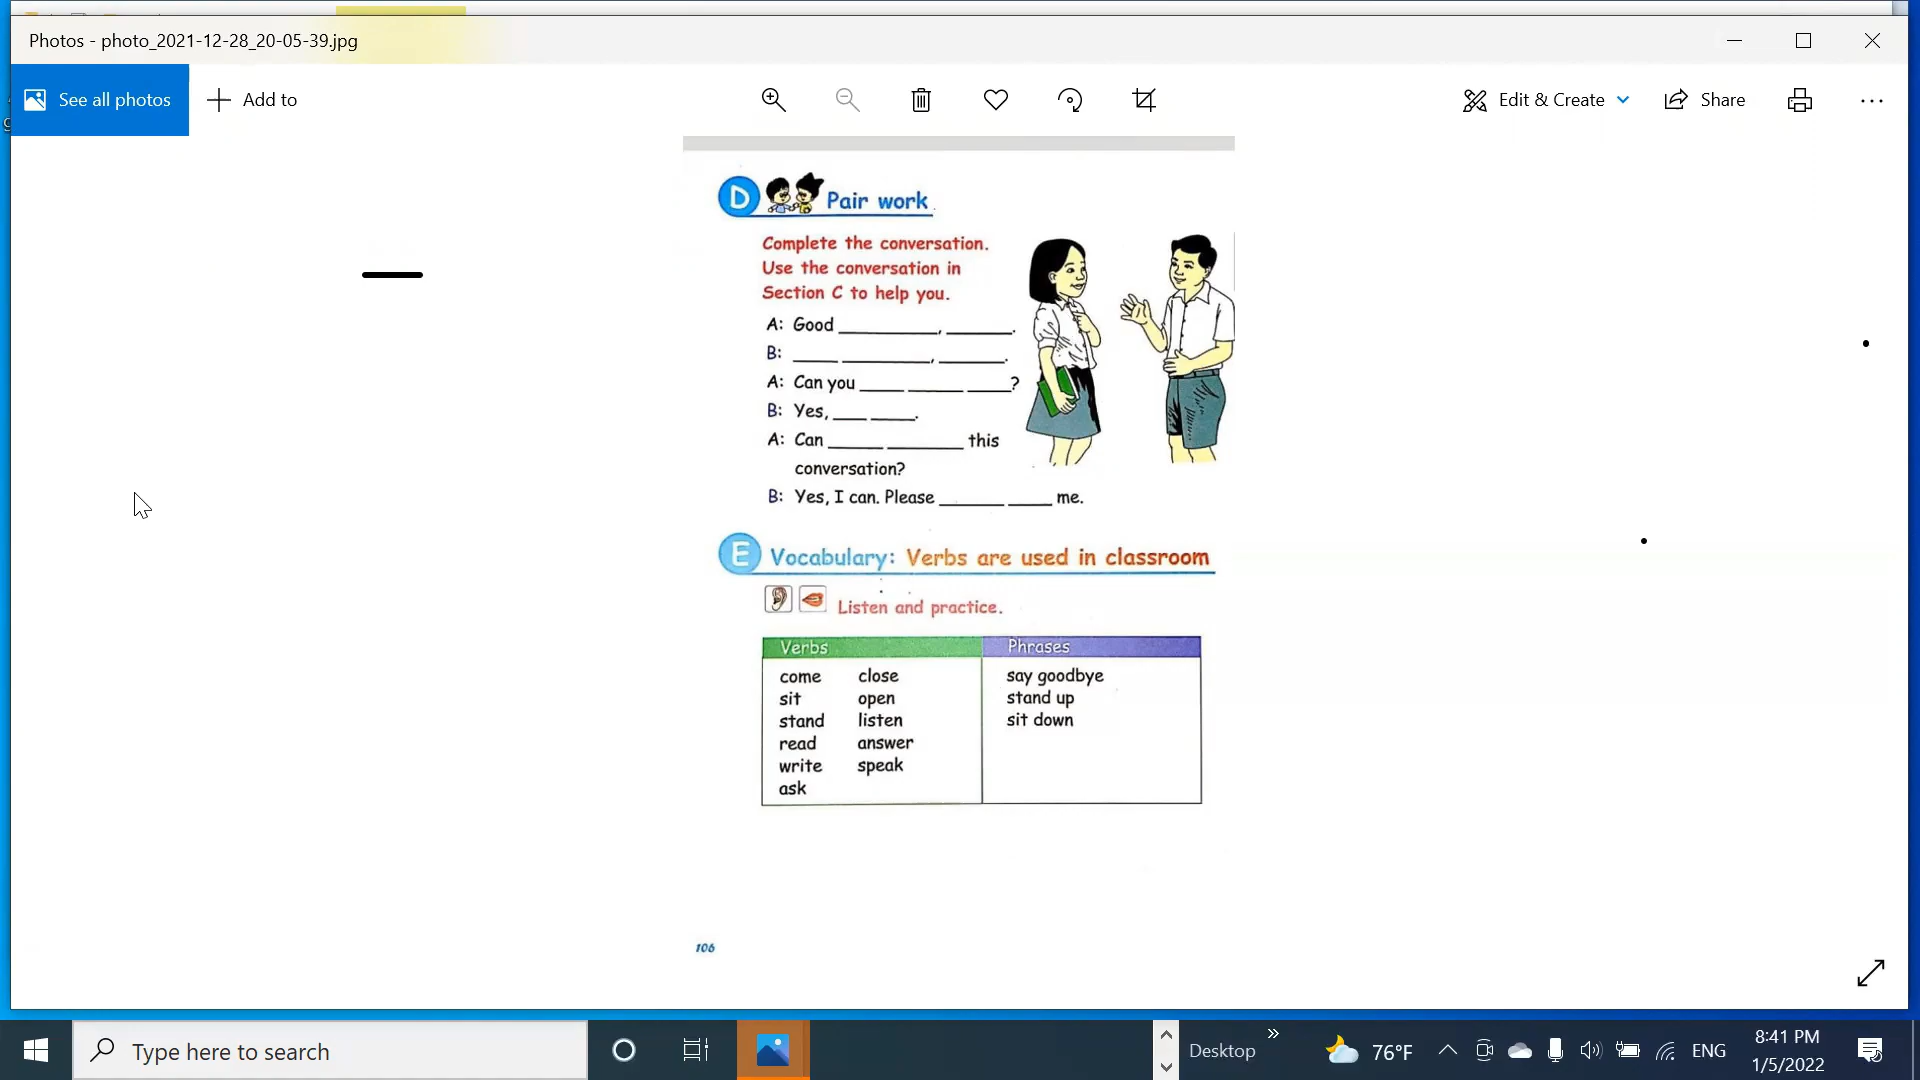 Photos - photo_2021-12-28_20-05-39.jpg
See all photos
Add to
Edit & Create
Share
D Pair work
Complete the conversation.
Use the conversation in
Section C to help you.
A: Good ________, ______.
B: ____ ________, ______.
A: Can you ____ _____ ____?
B: Yes, ___ ____.
A: Can _____ _______ this
conversation?
B: Yes, I can. Please ______ ____ me.
E Vocabulary: Verbs are used in classroom
Listen and practice.
Verbs Phrases
come close say goodbye
sit open stand up
stand listen sit down
read answer
write speak
ask
106
Type here to search
Desktop
76°F
ENG
8:41 PM
1/5/2022